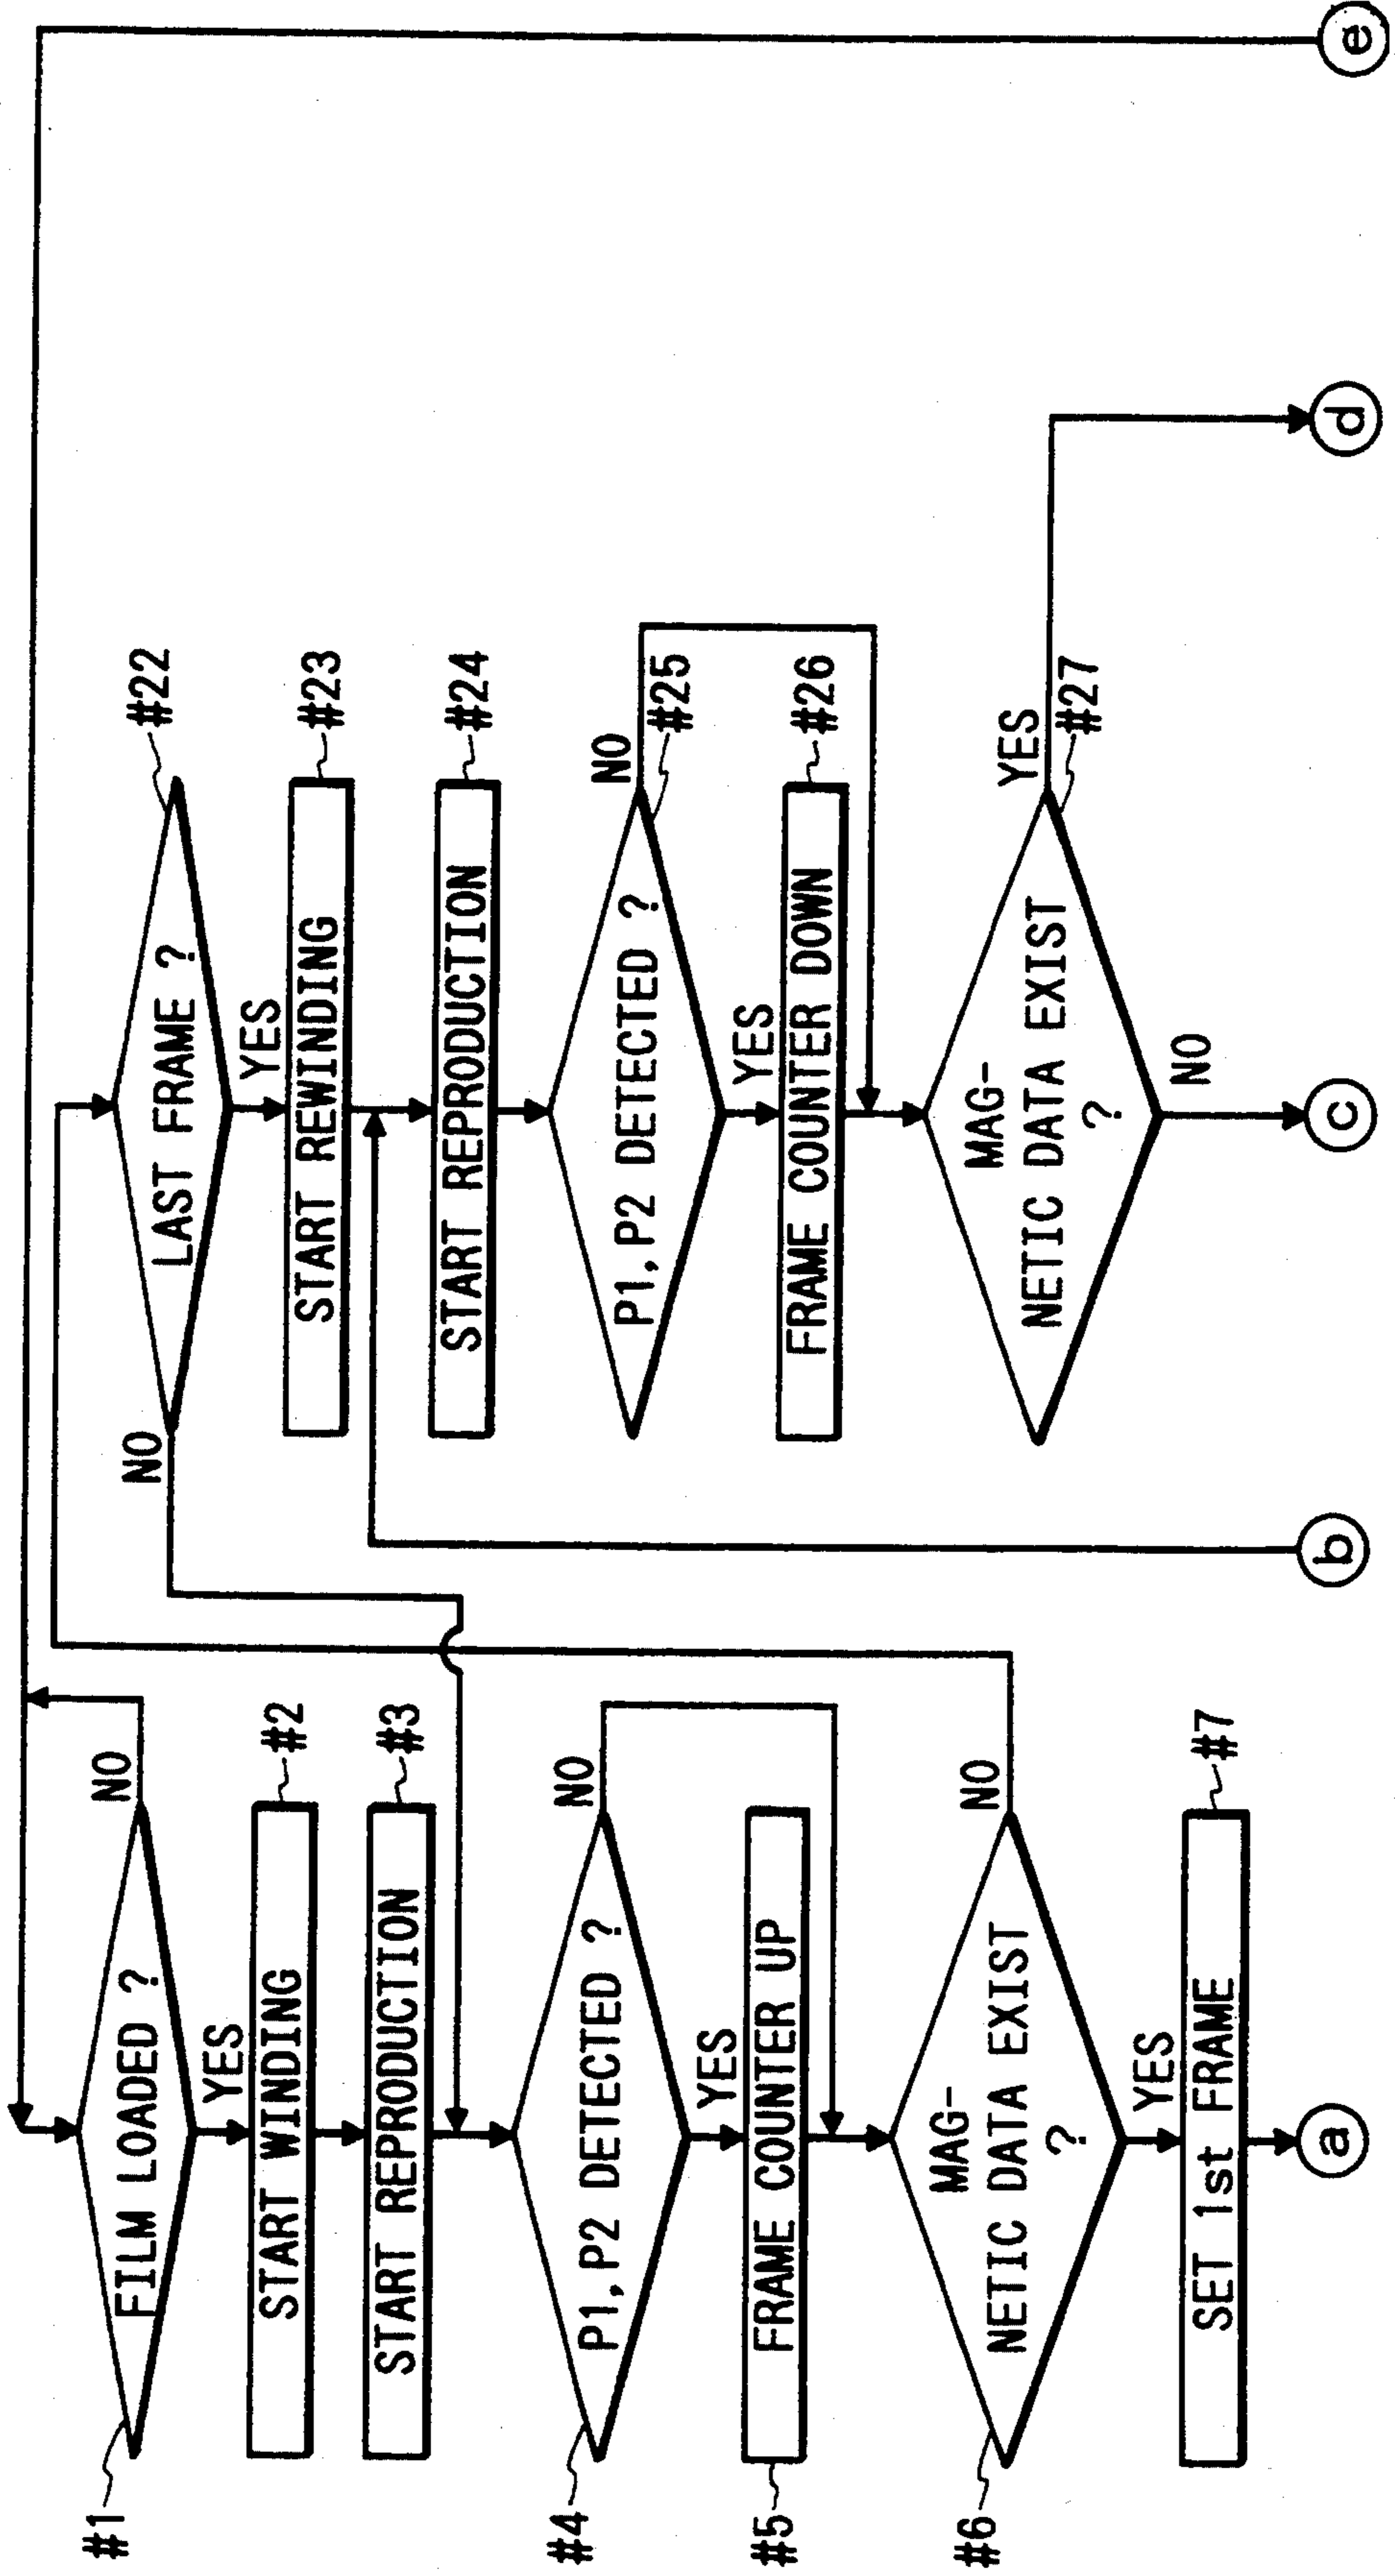 #1
FILM LOADED ?
NO
YES
START WINDING
#2
START REPRODUCTION
#3
#4
P1, P2 DETECTED ?
NO
YES
#5
FRAME COUNTER UP
#6
MAG-
NETIC DATA EXIST
?
NO
YES
SET 1st FRAME
#7
a
NO
LAST FRAME ?
#22
YES
START REWINDING
#23
START REPRODUCTION
#24
P1, P2 DETECTED ?
NO
#25
YES
FRAME COUNTER DOWN
#26
MAG-
NETIC DATA EXIST
?
YES
#27
NO
b
c
d
e